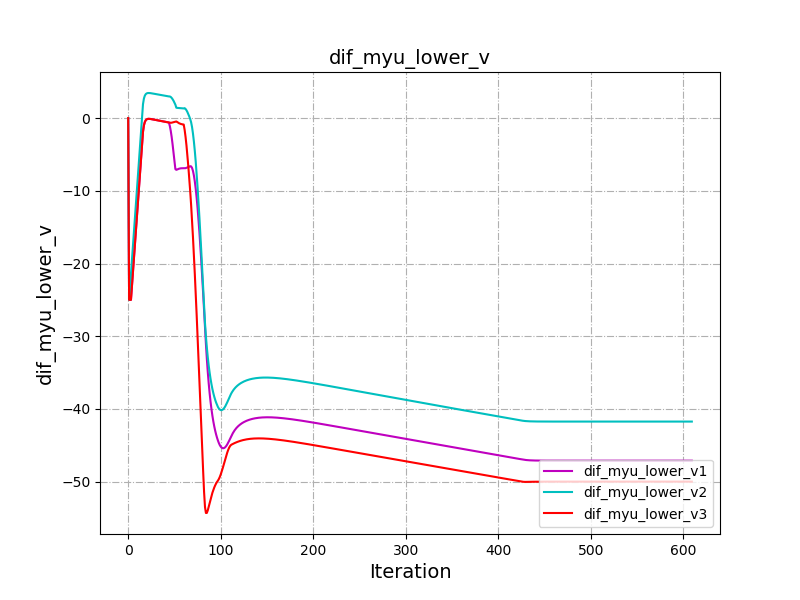 dif_myu_lower_v
dif_myu_lower_v
0
−10
−20
−30
−40
−50
0
100
200
300
400
500
600
Iteration
dif_myu_lower_v1
dif_myu_lower_v2
dif_myu_lower_v3